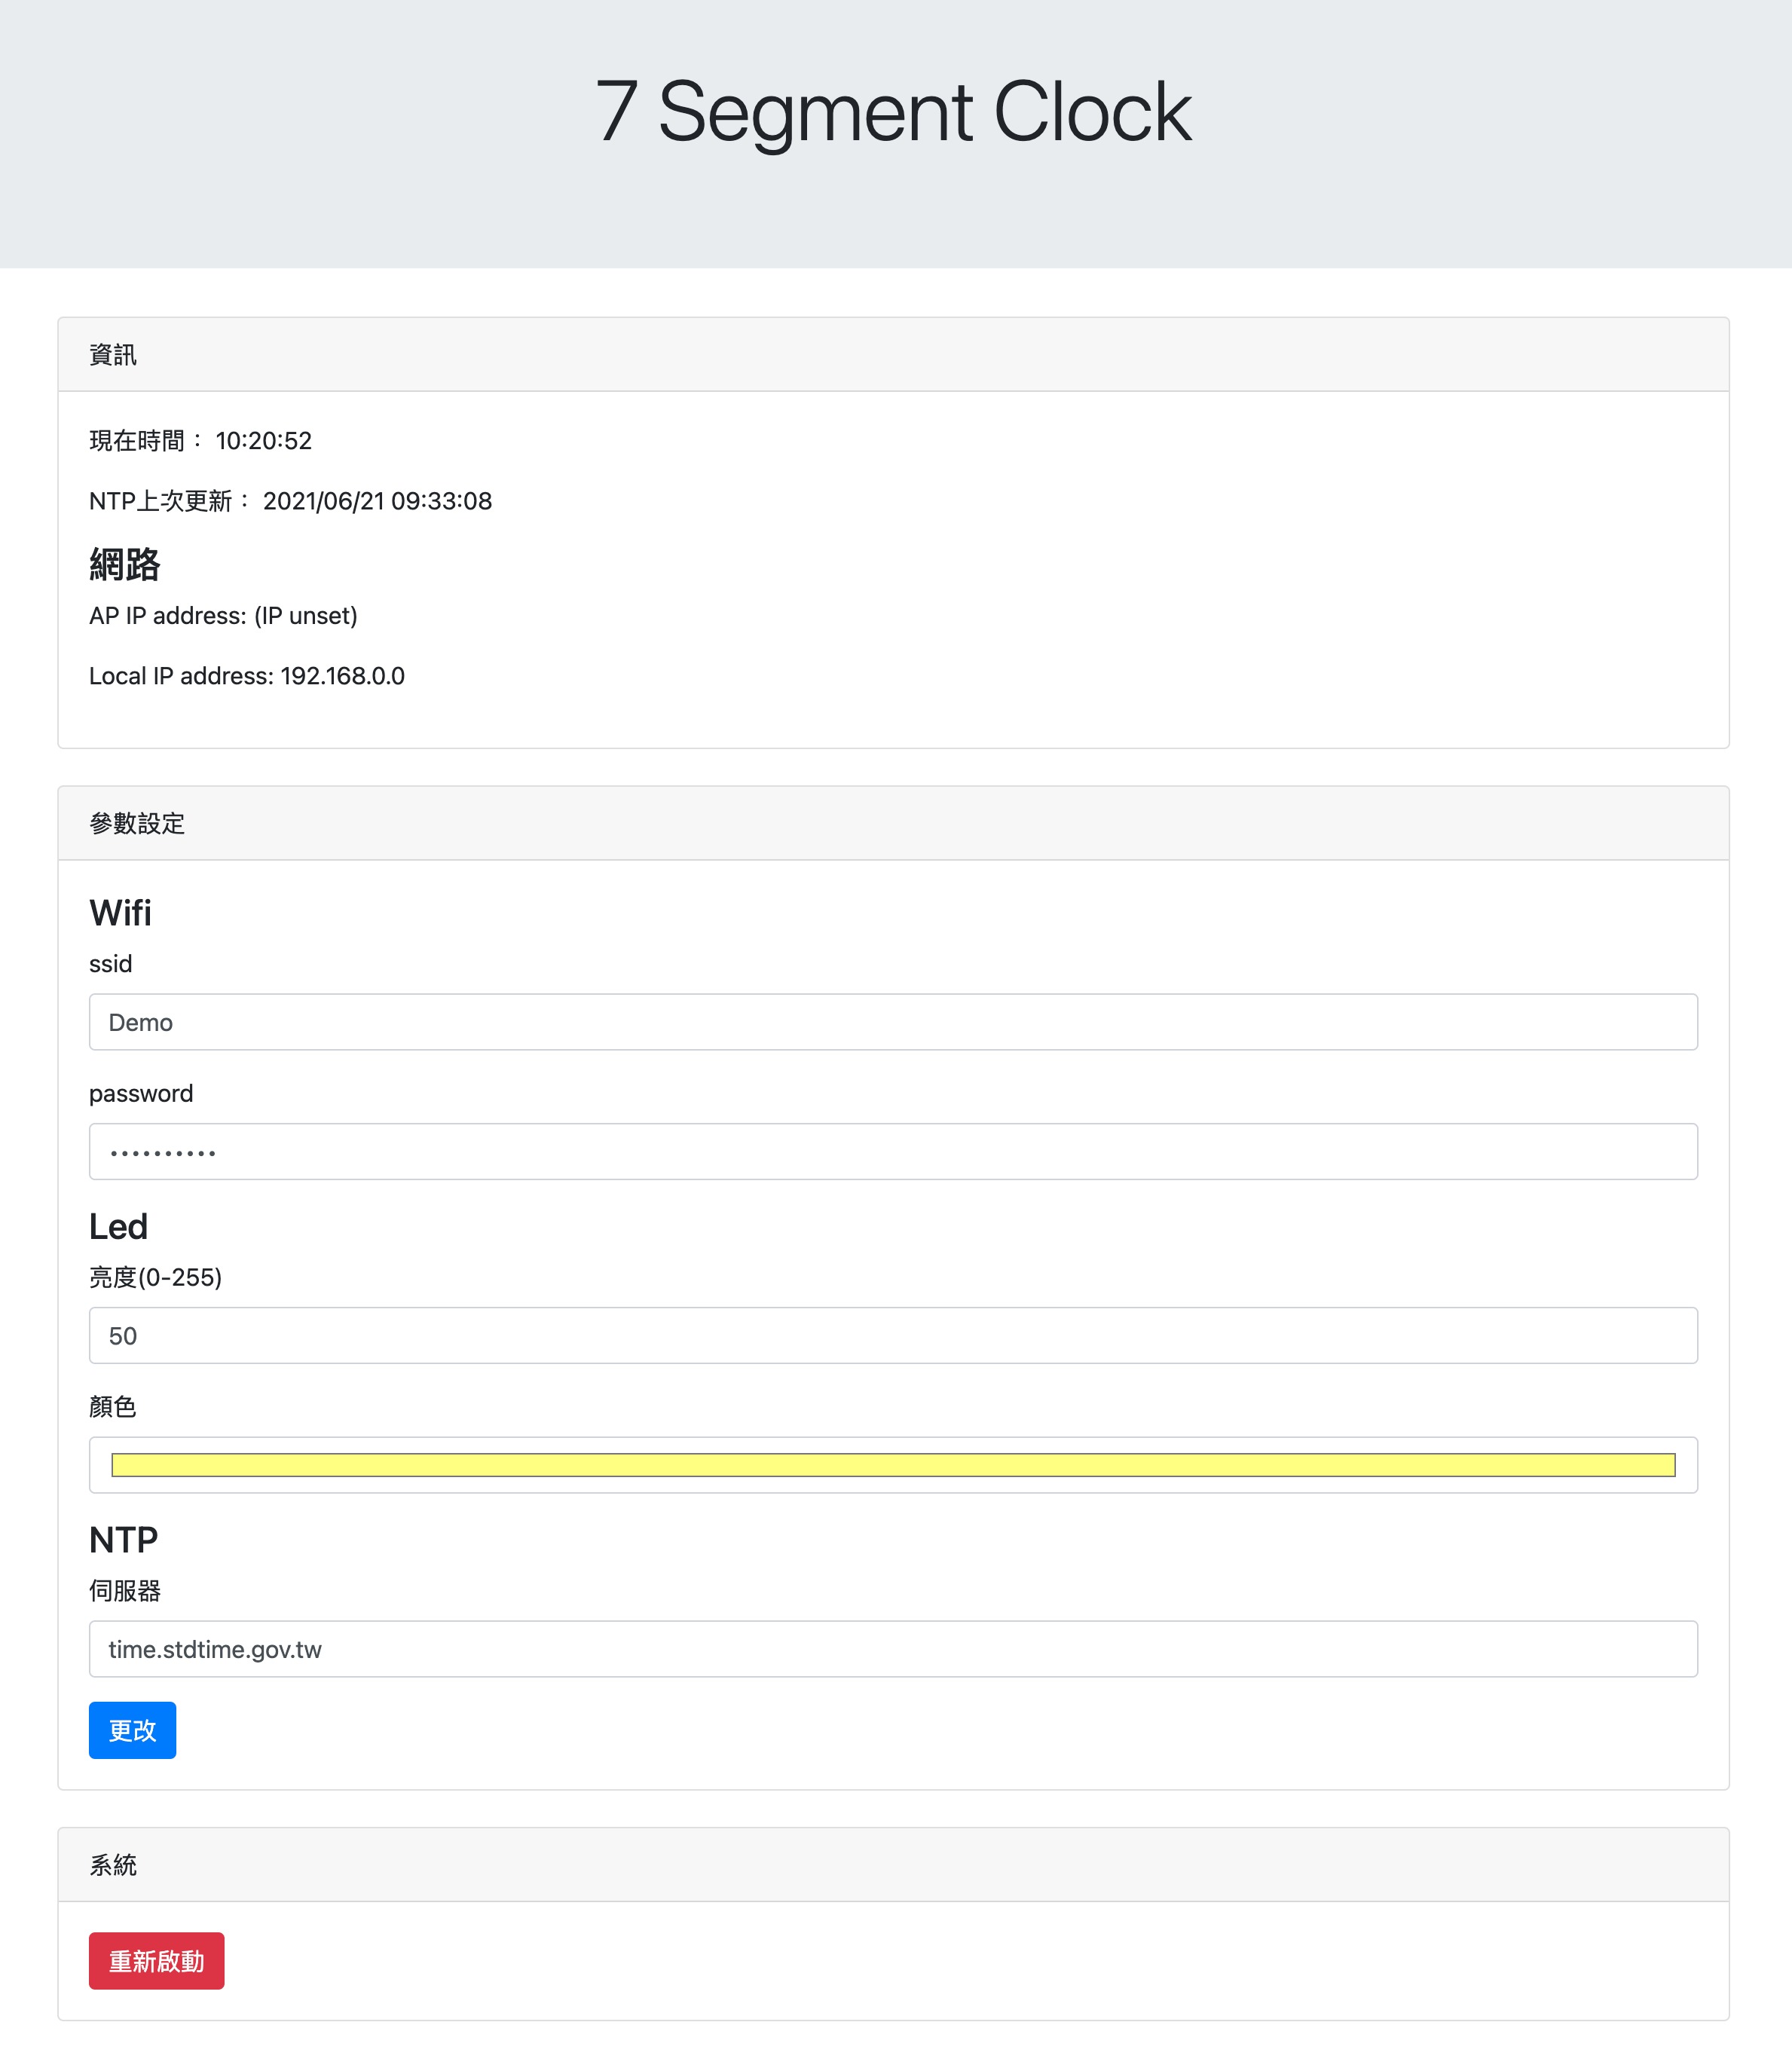 7 Segment Clock
資訊
現在時間： 10:20:52
NTP上次更新： 2021/06/21 09:33:08
網路
AP IP address: (IP unset)
Local IP address: 192.168.0.0
參數設定
Wifi
ssid
Demo
password
••••••••••
Led
亮度(0-255)
50
顏色
NTP
伺服器
time.stdtime.gov.tw
更改
系統
重新啟動